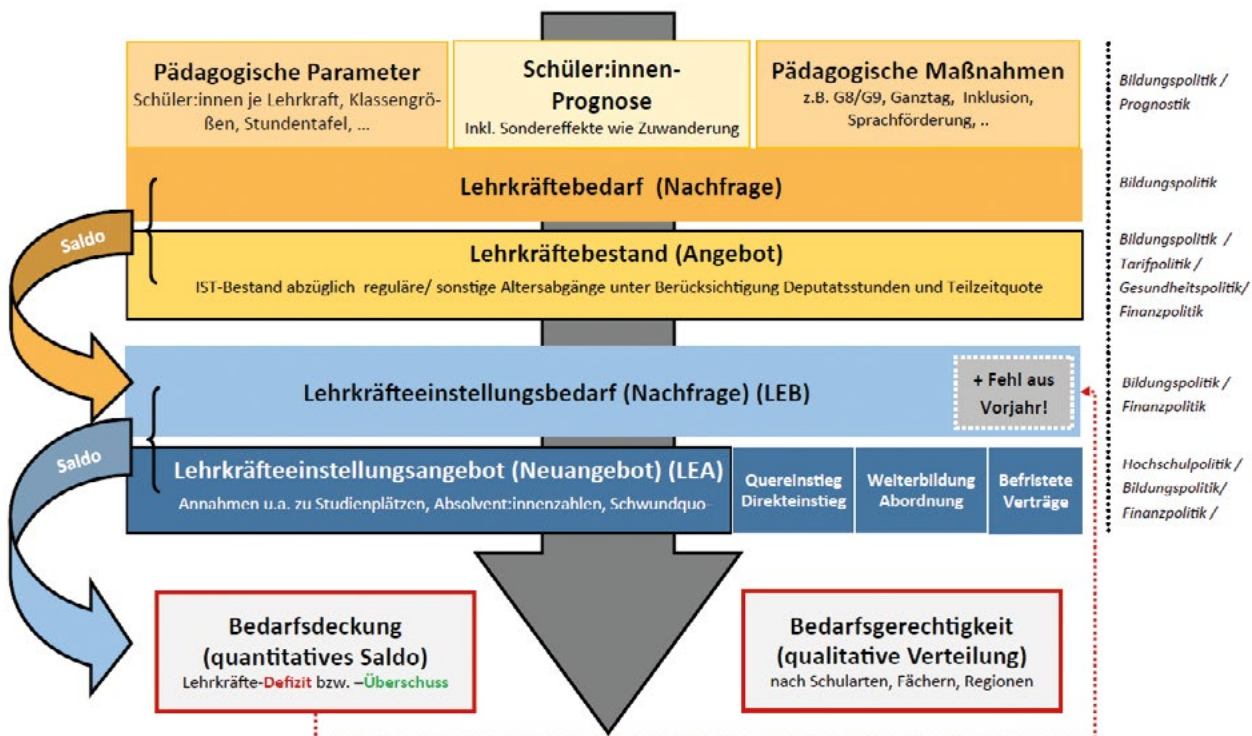 Pädagogische Parameter
Schüler:innen je Lehrkraft, Klassengrö-
ßen, Stundentafel, ...
Schüler:innen-
Prognose
Inkl. Sondereffekte wie Zuwanderung
Pädagogische Maßnahmen
z.B. G8/G9, Ganztag, Inklusion,
Sprachförderung, ..
Bildungspolitik /
Prognostik
Lehrkräftebedarf (Nachfrage)
Bildungspolitik
Saldo
Lehrkräftebestand (Angebot)
IST-Bestand abzüglich reguläre/ sonstige Altersabgänge unter Berücksichtigung Deputatsstunden und Teilzeitquote
Bildungspolitik /
Tarifpolitik /
Gesundheitspolitik/
Finanzpolitik
Lehrkräfteeinstellungsbedarf (Nachfrage) (LEB)
+ Fehl aus
Vorjahr!
Bildungspolitik /
Finanzpolitik
Saldo
Lehrkräfteeinstellungsangebot (Neuangebot) (LEA)
Annahmen u.a. zu Studienplätzen, Absolvent:innenzahlen, Schwundquo-
Quereinstieg
Direkteinstieg
Weiterbildung
Abordnung
Befristete
Verträge
Hochschulpolitik /
Bildungspolitik/
Finanzpolitik /
Bedarfsdeckung
(quantitatives Saldo)
Lehrkräfte-Defizit bzw. –Überschuss
Bedarfsgerechtigkeit
(qualitative Verteilung)
nach Schularten, Fächern, Regionen